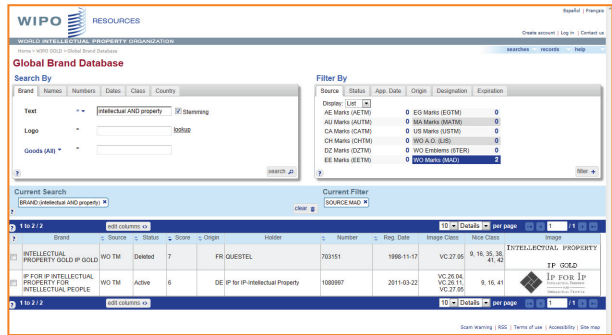 Español | Français
WIPO RESOURCES
Create account | Log in | Contact us
WORLD INTELLECTUAL PROPERTY ORGANIZATION
Home > WIPO GOLD > Global Brand Database
searches records help
Global Brand Database
Search By
Brand Names Numbers Dates Class Country
Text intellectual AND property Stemming
Logo lookup
Goods (All)
? search
Filter By
Source Status App. Date Origin Designation Expiration
Display: List
AE Marks (AETM) 0 EG Marks (EGTM) 0
AU Marks (AUTM) 0 MA Marks (MATM) 0
CA Marks (CATM) 0 US Marks (USTM) 0
CH Marks (CHTM) 0 WO A.O. (LIS) 0
DZ Marks (DZTM) 0 WO Emblems (6TER) 0
EE Marks (EETM) 0 WO Marks (MAD) 2
? filter +
Current Search
BRAND:(intellectual AND property) ×
? clear
Current Filter
SOURCE:MAD ×
? 1 to 2 / 2 edit columns 10 Details per page 1 / 1
? Brand Source Status Score Origin Holder Number Reg. Date Image Class Nice Class Image
INTELLECTUAL PROPERTY GOLD IP GOLD WO TM Deleted 7 FR QUESTEL 703151 1998-11-17 VC.27.05 9, 16, 35, 38, 41, 42
INTELLECTUAL PROPERTY
IP GOLD
IP FOR IP INTELLECTUAL PROPERTY FOR INTELLECTUAL PEOPLE WO TM Active 6 DE IP for IP-Intellectual Property 1080997 2011-03-22 VC.26.04, VC.26.11, VC.27.05 9, 16, 41
IP FOR IP
INTELLECTUAL PROPERTY
? 1 to 2 / 2 edit columns 10 Details per page 1 / 1
Scam Warning | RSS | Terms of use | Accessibility | Site map